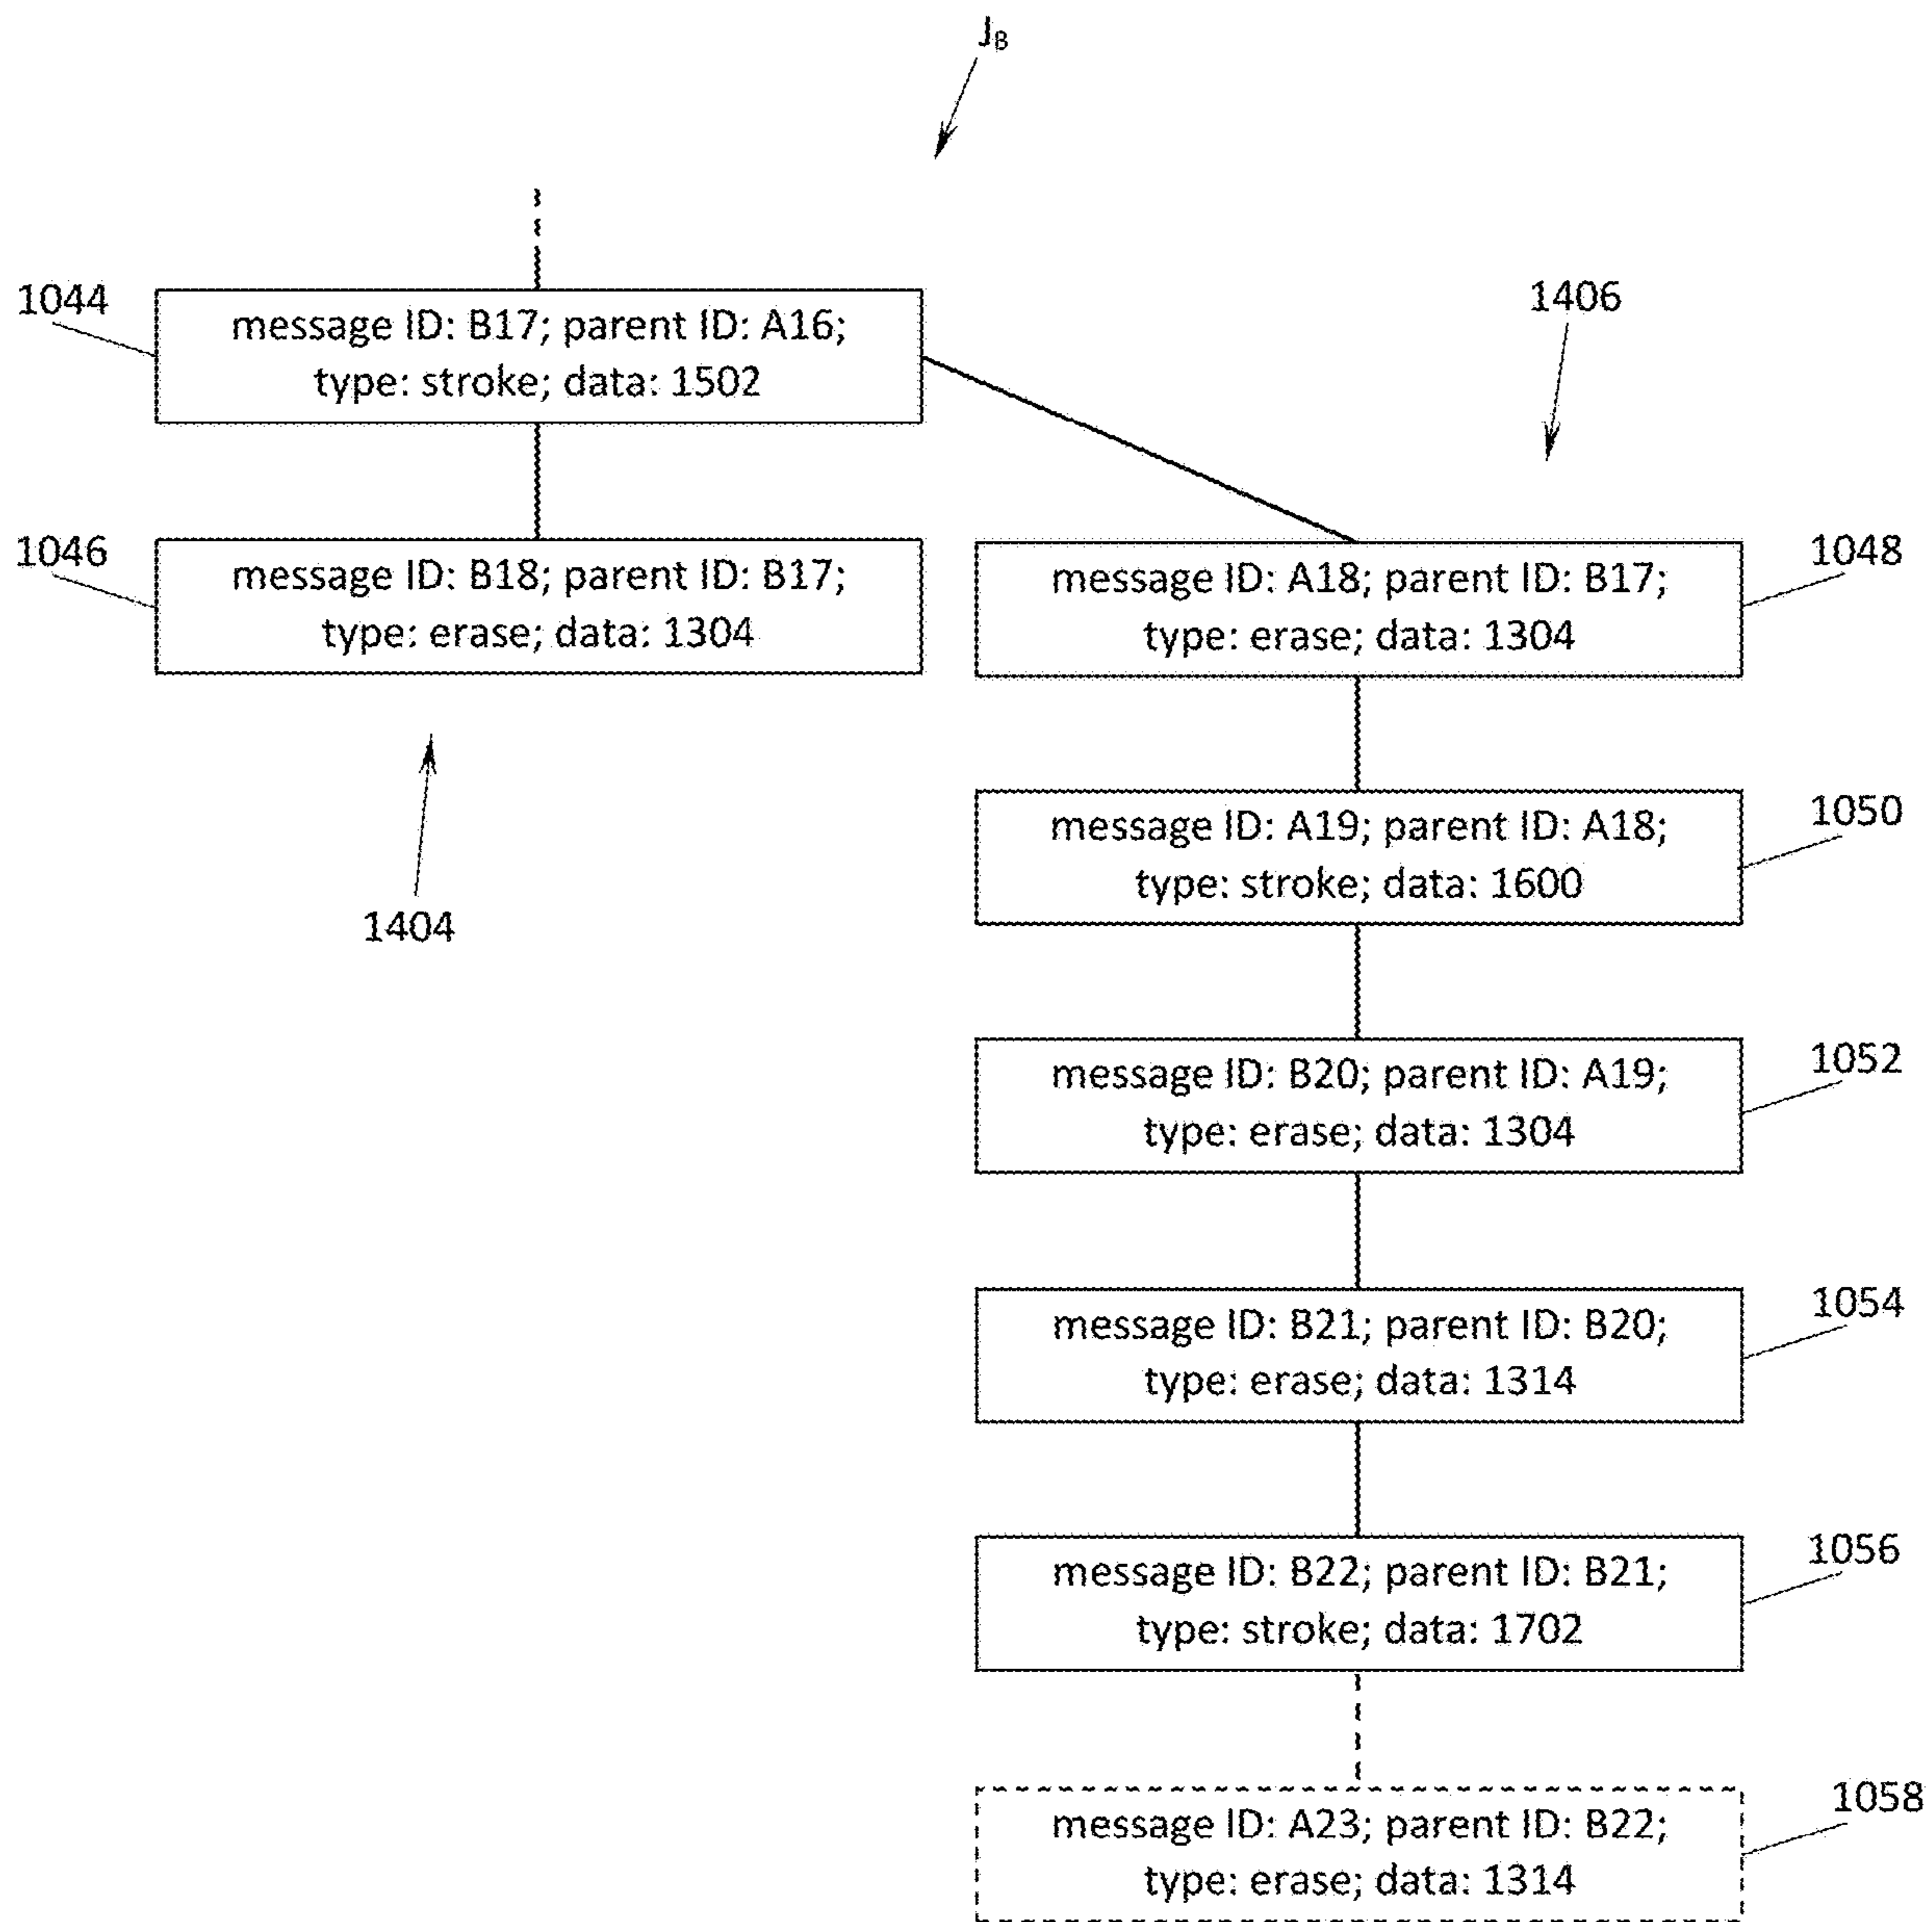 J_B
1044
message ID: B17; parent ID: A16;
type: stroke; data: 1502
1406
1046
message ID: B18; parent ID: B17;
type: erase; data: 1304
1048
message ID: A18; parent ID: B17;
type: erase; data: 1304
1404
1050
message ID: A19; parent ID: A18;
type: stroke; data: 1600
1052
message ID: B20; parent ID: A19;
type: erase; data: 1304
1054
message ID: B21; parent ID: B20;
type: erase; data: 1314
1056
message ID: B22; parent ID: B21;
type: stroke; data: 1702
1058
message ID: A23; parent ID: B22;
type: erase; data: 1314